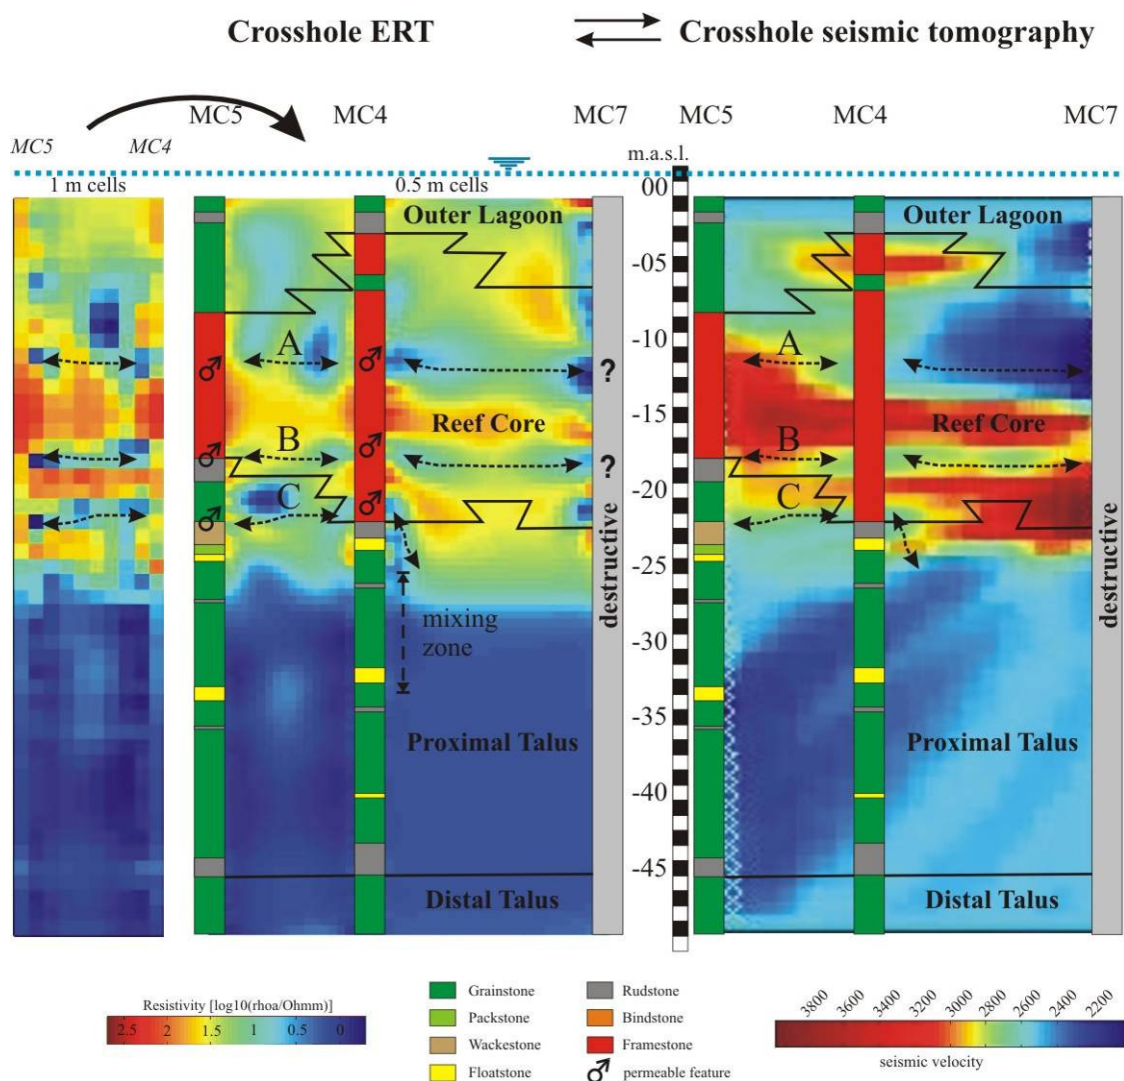 Crosshole ERT
Crosshole seismic tomography
MC5 MC4 MC7 MC5 MC4 MC7
MC5 MC4
m.a.s.l.
1 m cells
0.5 m cells
00
Outer Lagoon
Outer Lagoon
-05
-10
A
A
?
-15
Reef Core
Reef Core
B
B
?
-20
C
C
-25
destructive
destructive
mixing
zone
-30
-35
Proximal Talus
Proximal Talus
-40
-45
Distal Talus
Distal Talus
Resistivity [log10(rhoa/Ohmm)]
2.5 2 1.5 1 0.5 0
Grainstone
Packstone
Wackestone
Floatstone
Rudstone
Bindstone
Framestone
permeable feature
3800 3600 3400 3200 3000 2800 2600 2400 2200
seismic velocity